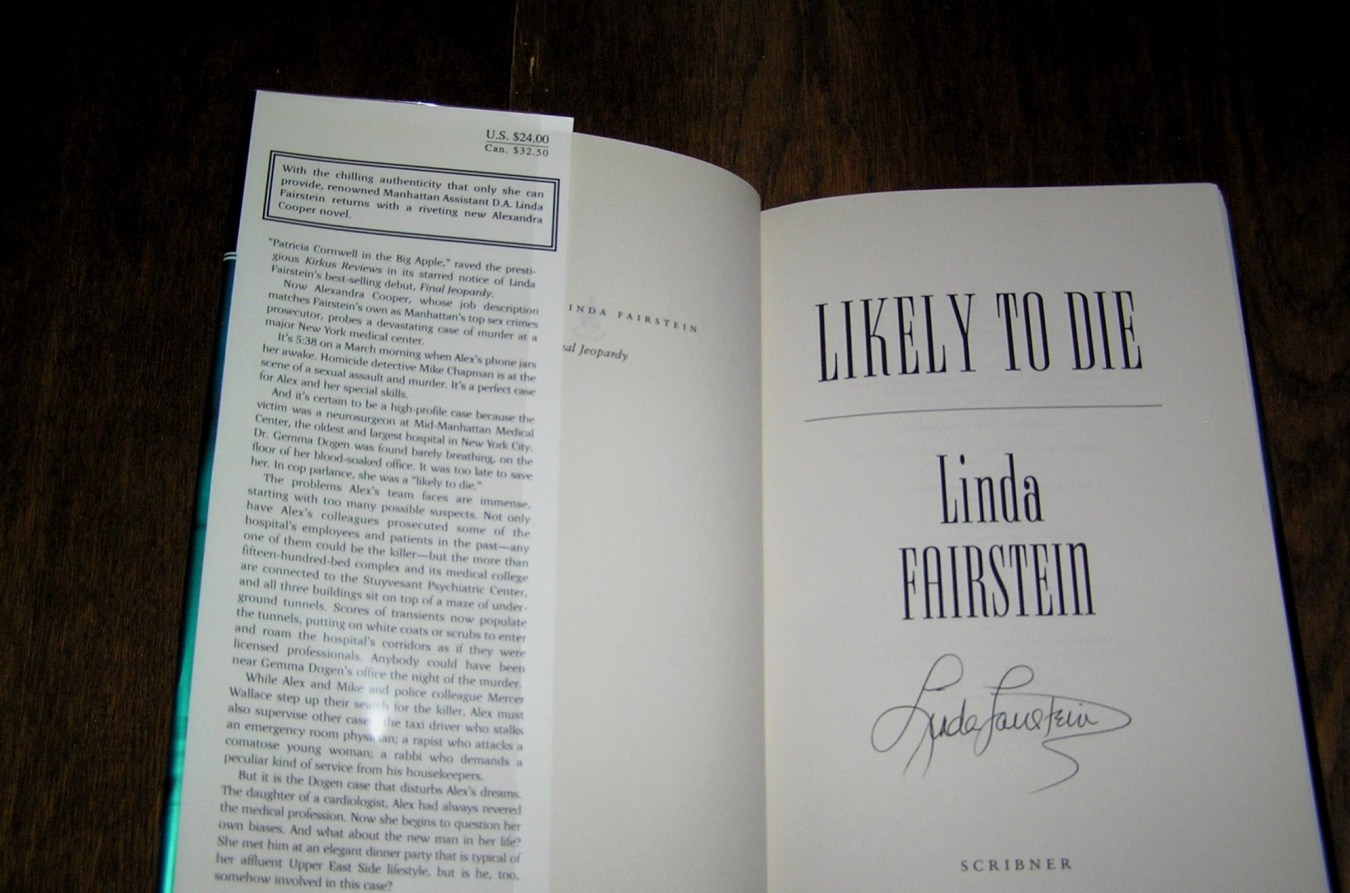 U.S. $24.00
Can. $32.50
With the chilling authenticity that only she can
provide, renowned Manhattan Assistant D.A. Linda
Fairstein returns with a riveting new Alexandra
Cooper novel.
"Patricia Cornwell in the Big Apple," raved the presti-
gious Kirkus Reviews in its starred notice of Linda
Fairstein's best-selling debut, Final Jeopardy.
Now Alexandra Cooper, whose job description
matches Fairstein's own as Manhattan's top sex crimes
prosecutor, probes a devastating case of murder at a
major New York medical center.
It's 5:38 on a March morning when Alex's phone jars
her awake. Homicide detective Mike Chapman is at the
scene of a sexual assault and murder. It's a perfect case
for Alex and her special skills.
And it's certain to be a high-profile case because the
victim was a neurosurgeon at Mid-Manhattan Medical
Center, the oldest and largest hospital in New York City.
Dr. Gemma Dogen was found barely breathing, on the
floor of her blood-soaked office. It was too late to save
her. In cop parlance, she was a "likely to die."
The problems Alex's team faces are immense,
starting with too many possible suspects. Not only
have Alex's colleagues prosecuted some of the
hospital's employees and patients in the past—any
one of them could be the killer—but the more than
fifteen-hundred-bed complex and its medical college
are connected to the Stuyvesant Psychiatric Center,
and all three buildings sit on top of a maze of under-
ground tunnels. Scores of transients now populate
the tunnels, putting on white coats or scrubs to enter
and roam the hospital's corridors as if they were
licensed professionals. Anybody could have been
near Gemma Dogen's office the night of the murder.
While Alex and Mike and police colleague Mercer
Wallace step up their search for the killer, Alex must
also supervise other case the taxi driver who stalks
an emergency room physician; a rapist who attacks a
comatose young woman; a rabbi who demands a
peculiar kind of service from his housekeepers.
But it is the Dogen case that disturbs Alex's dreams.
The daughter of a cardiologist, Alex had always revered
the medical profession. Now she begins to question her
own biases. And what about the new man in her life?
She met him at an elegant dinner party that is typical of
her affluent Upper East Side lifestyle, but is he, too,
somehow involved in this case?
INDA FAIRSTEIN
al Jeopardy
LIKELY TO DIE
Linda
FAIRSTEIN
Linda Fairstein
SCRIBNER